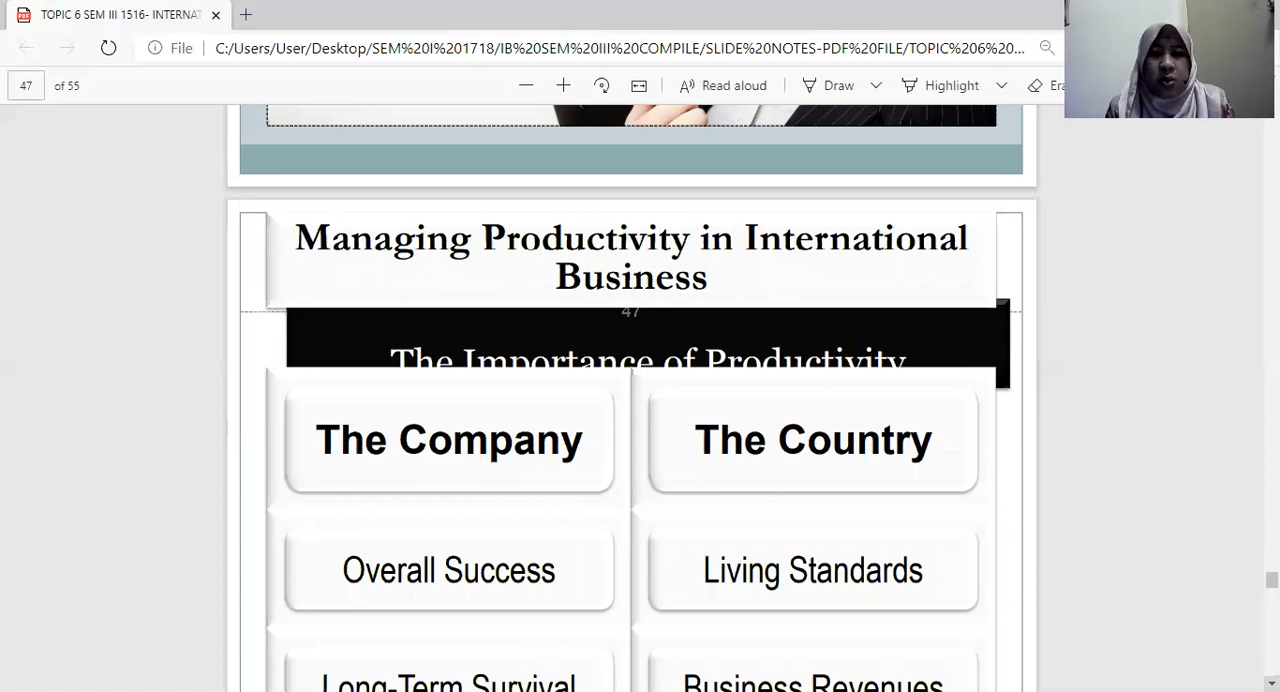 TOPIC 6 SEM III 1516- INTERNAT
File
C:/Users/User/Desktop/SEM%20I%201718/IB%20SEM%20III%20COMPILE/SLIDE%20NOTES-PDF%20FILE/TOPIC%206%20...
47 of 55
Read aloud
Draw
Highlight
Era
Managing Productivity in International
Business
47
The Importance of Productivity
The Company
The Country
Overall Success
Living Standards
Long-Term Survival
Business Revenues